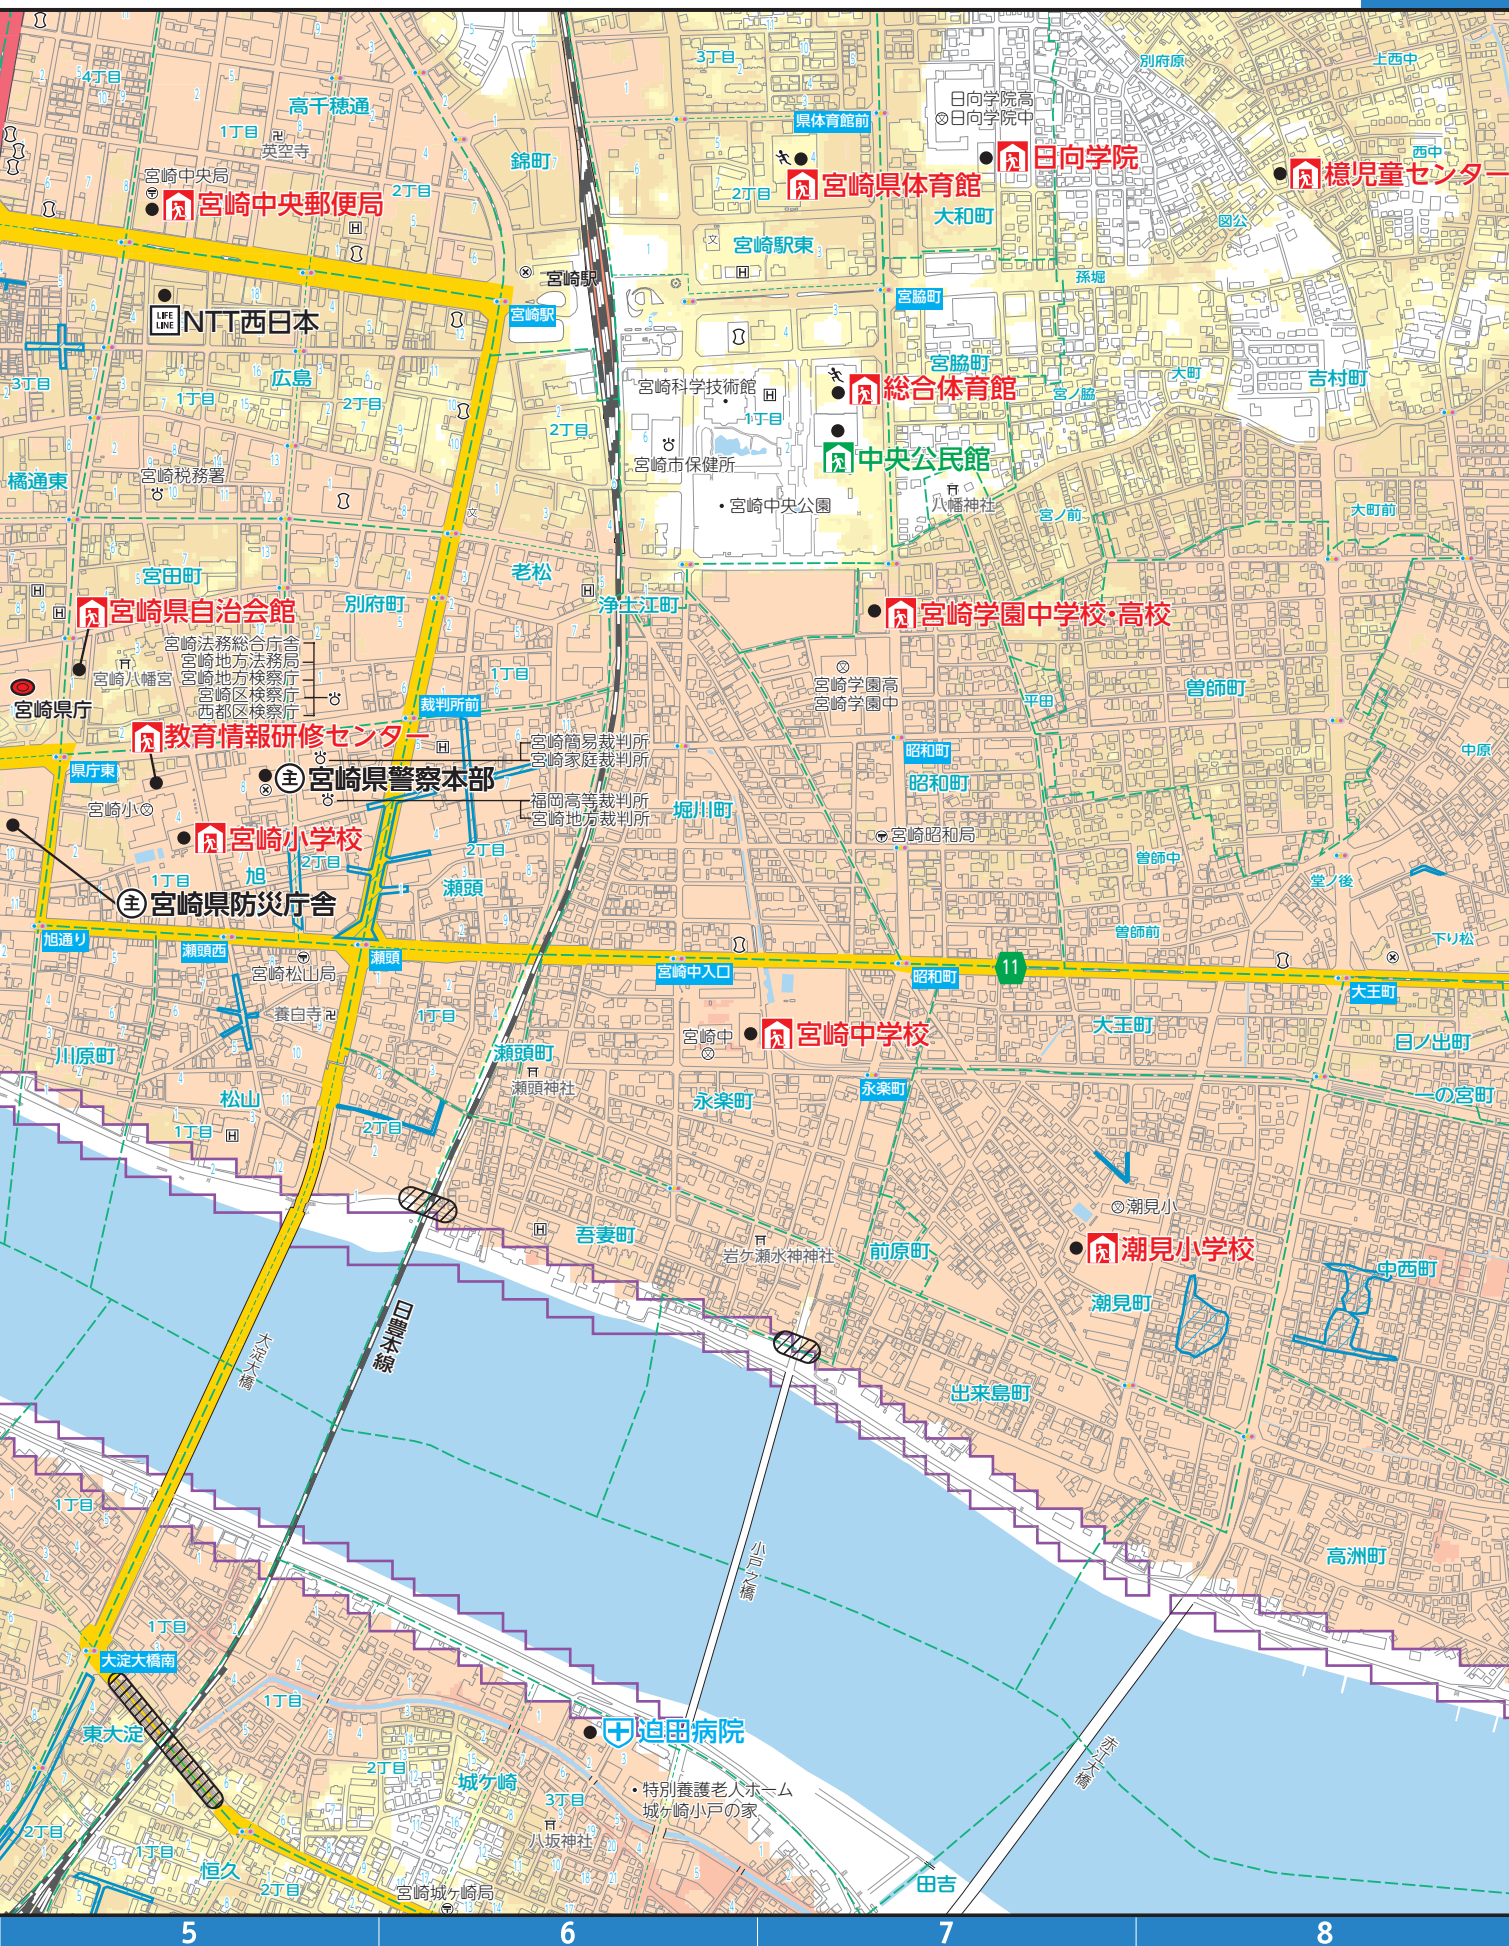 4丁目
高千穂通
1丁目
英空寺
宮崎中央局
宮崎中央郵便局
2丁目
錦町
3丁目
県体育館前
宮崎県体育館
2丁目
宮崎駅東
日向学院高
日向学院中
日向学院
大和町
別府原
上西中
西中
檍児童センター
図公
孫堀
宮崎駅
宮崎駅
LIFE
LINE
NTT西日本
宮脇町
宮脇町
3丁目
広島
1丁目
2丁目
2丁目
宮崎科学技術館
1丁目
総合体育館
宮崎市保健所
中央公民館
宮崎中央公園
八幡神社
宮ノ脇
大町
吉村町
宮ノ前
大町前
橘通東
宮崎税務署
宮田町
別府町
老松
浄土江町
宮崎県自治会館
宮崎法務総合庁舎
宮崎地方法務局
宮崎地方検察庁
宮崎区検察庁
西都区検察庁
宮崎八幡宮
宮崎県庁
1丁目
宮崎学園中学校・高校
宮崎学園高
宮崎学園中
平田
曽師町
中原
裁判所前
教育情報研修センター
県庁東
宮崎県警察本部
宮崎簡易裁判所
宮崎家庭裁判所
福岡高等裁判所
宮崎地方裁判所
宮崎小
宮崎小学校
昭和町
昭和町
堀川町
宮崎昭和局
曽師中
堂ノ後
1丁目
旭
2丁目
2丁目
瀬頭
宮崎県防災庁舎
旭通り
瀬頭西
瀬頭
宮崎松山局
宮崎中入口
昭和町
11
曽師前
下り松
大王町
養白寺
1丁目
川原町
瀬頭町
瀬頭神社
宮崎中
宮崎中学校
永楽町
永楽町
大王町
日ノ出町
一の宮町
松山
1丁目
2丁目
吾妻町
岩ケ瀬水神神社
前原町
潮見小
潮見小学校
潮見町
中西町
日豊本線
大淀大橋
出来島町
1丁目
小戸之橋
高洲町
1丁目
大淀大橋南
1丁目
東大淀
迫田病院
2丁目
城ケ崎
3丁目
特別養護老人ホーム
城ケ崎小戸の家
八坂神社
赤江大橋
2丁目
1丁目
恒久
2丁目
宮崎城ケ崎局
田吉
5
6
7
8